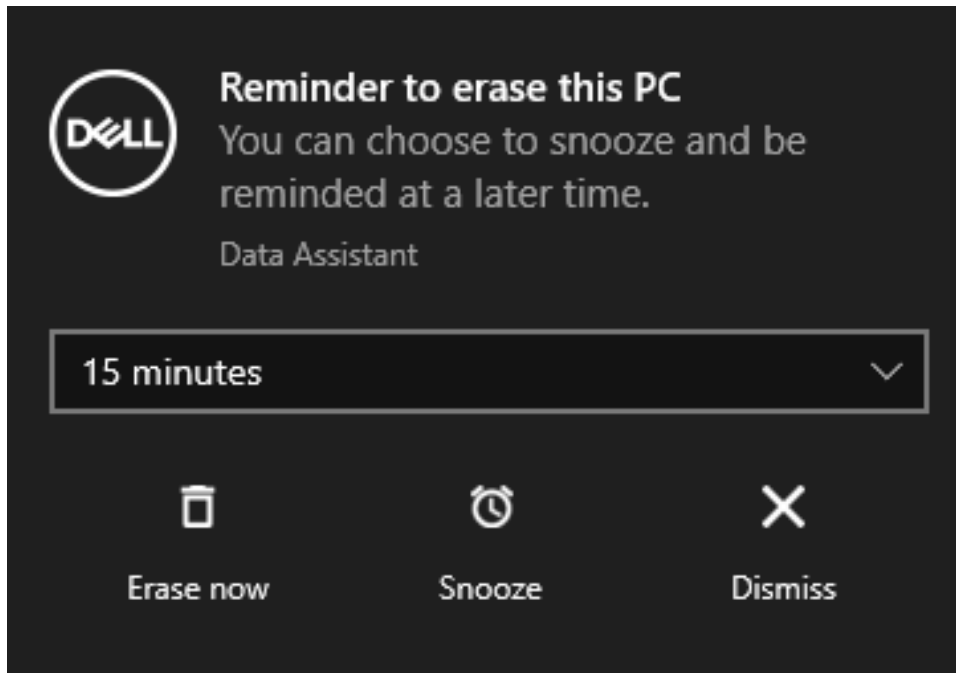 DELL
Reminder to erase this PC
You can choose to snooze and be
reminded at a later time.
Data Assistant
15 minutes
Erase now
Snooze
Dismiss